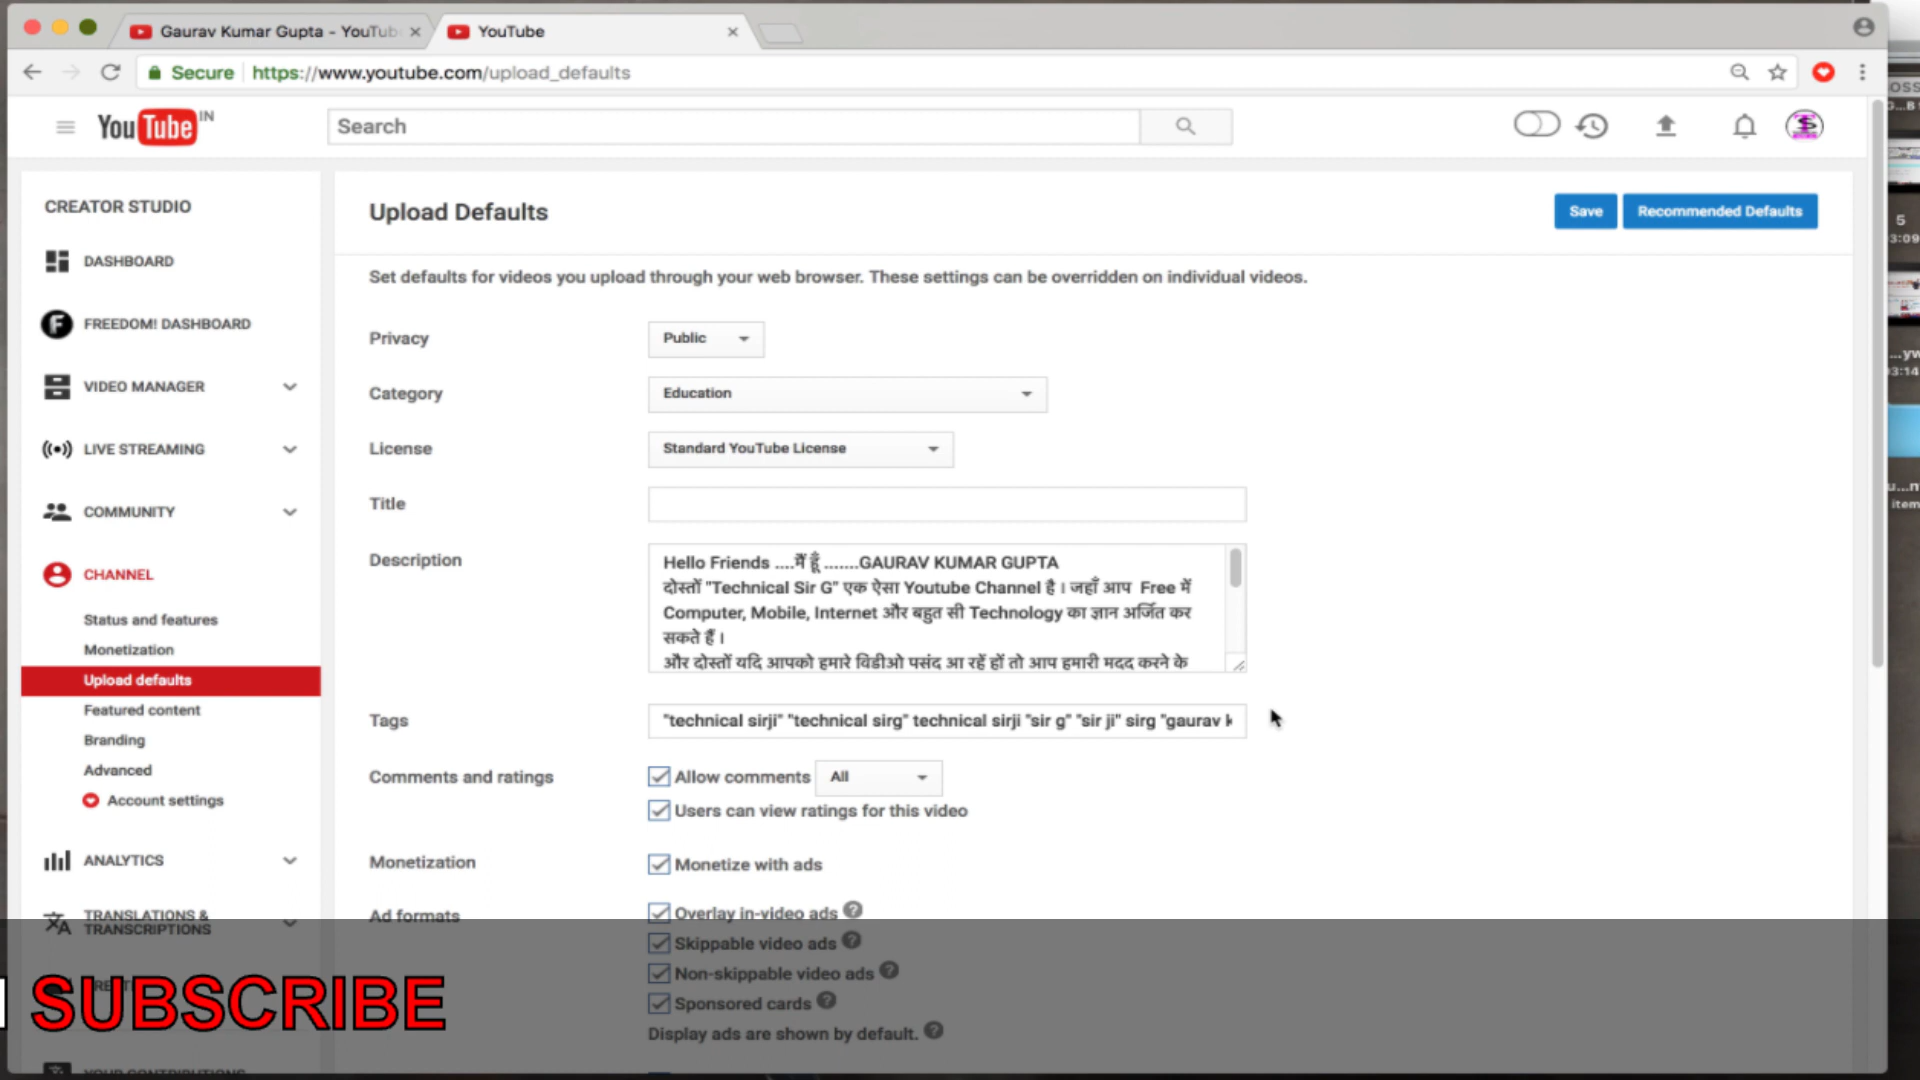 Gaurav Kumar Gupta - YouTub
YouTube
Secure
https://www.youtube.com/upload_defaults
YouTube IN
Search
CREATOR STUDIO
DASHBOARD
FREEDOM! DASHBOARD
VIDEO MANAGER
LIVE STREAMING
COMMUNITY
CHANNEL
Status and features
Monetization
Upload defaults
Featured content
Branding
Advanced
Account settings
ANALYTICS
TRANSLATIONS &
TRANSCRIPTIONS
Upload Defaults
Save
Recommended Defaults
Set defaults for videos you upload through your web browser. These settings can be overridden on individual videos.
Privacy
Public
Category
Education
License
Standard YouTube License
Title
Description
Hello Friends ....मैं हूँ .......GAURAV KUMAR GUPTA
दोस्तों "Technical Sir G" एक ऐसा Youtube Channel है । जहाँ आप Free में
Computer, Mobile, Internet और बहुत सी Technology का ज्ञान अर्जित कर
सकते हैं ।
और दोस्तों यदि आपको हमारे विडीओ पसंद आ रहें हों तो आप हमारी मदद करने के
Tags
"technical sirji" "technical sirg" technical sirji "sir g" "sir ji" sirg "gaurav
Comments and ratings
Allow comments
All
Users can view ratings for this video
Monetization
Monetize with ads
Ad formats
Overlay in-video ads
Skippable video ads
Non-skippable video ads
Sponsored cards
Display ads are shown by default.
SUBSCRIBE
5
3:09
3:14
item